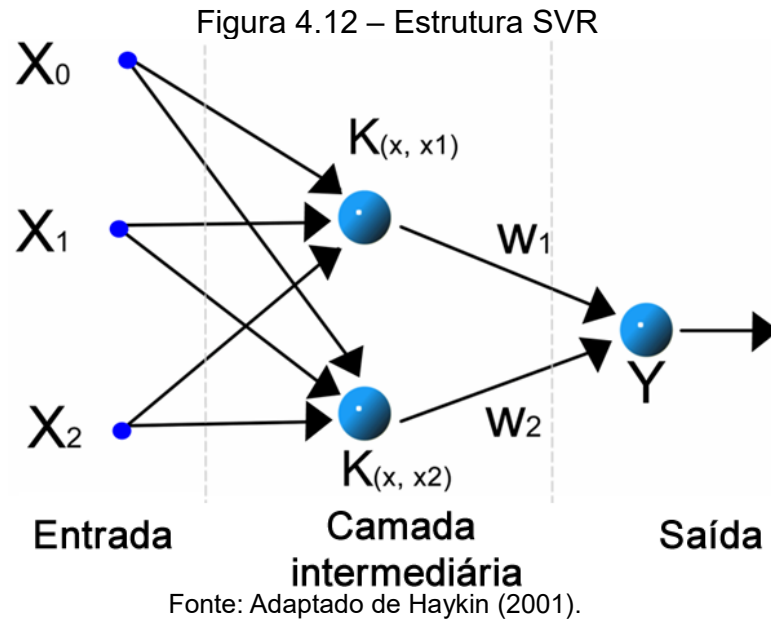 Figura 4.12 – Estrutura SVR
X0
K(x, x1)
X1
w1
Y
X2
w2
K(x, x2)
Entrada
Camada
intermediária
Saída
Fonte: Adaptado de Haykin (2001).